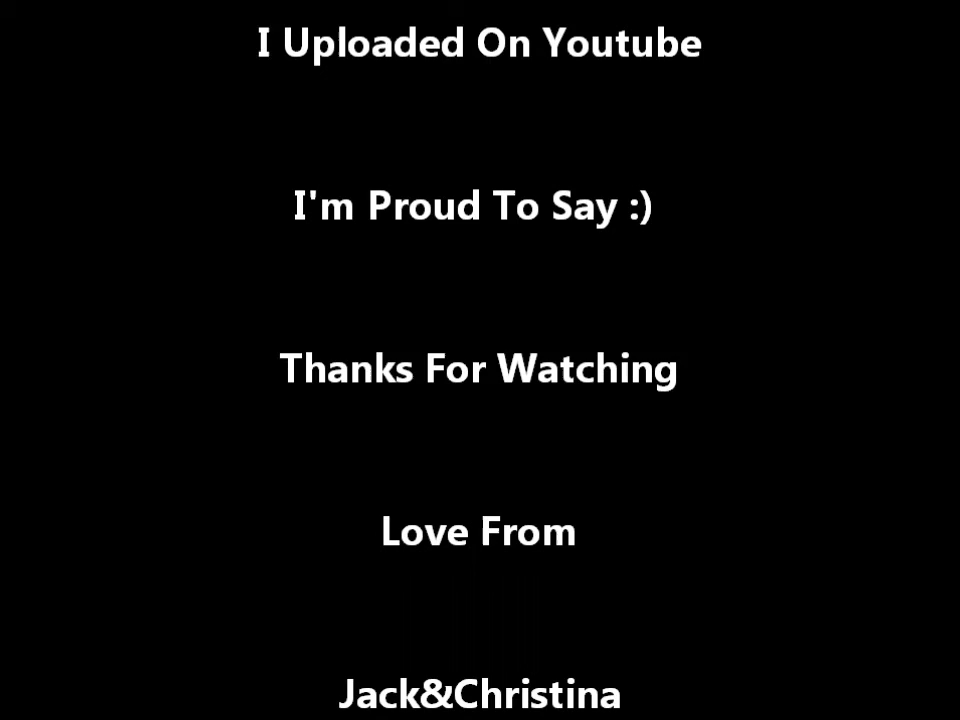 I Uploaded On Youtube
I'm Proud To Say :)
Thanks For Watching
Love From
Jack&Christina